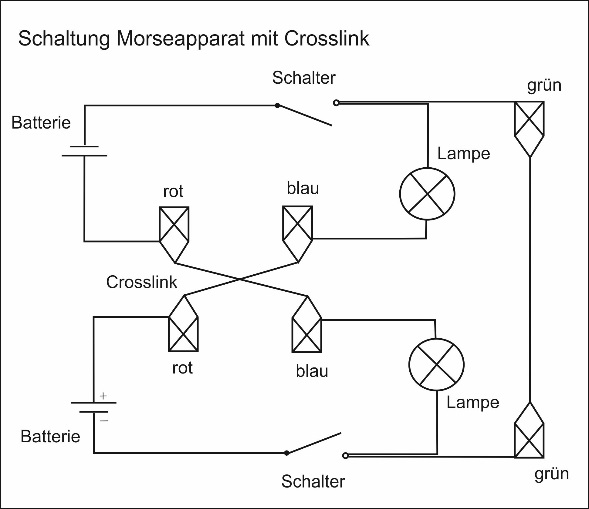 Schaltung Morseapparat mit Crosslink
Schalter
grün
Batterie
Lampe
rot
blau
Crosslink
rot
blau
+
–
Lampe
Batterie
Schalter
grün